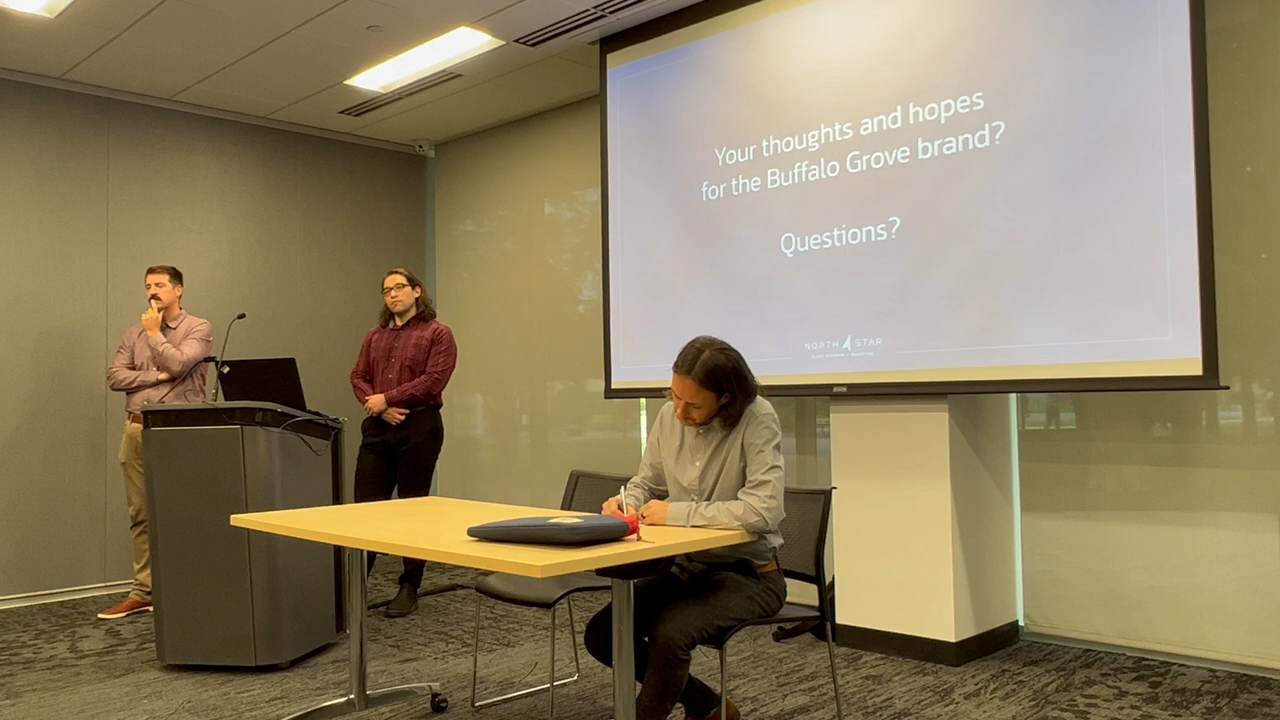 Your thoughts and hopes
for the Buffalo Grove brand?
Questions?
NORTH STAR